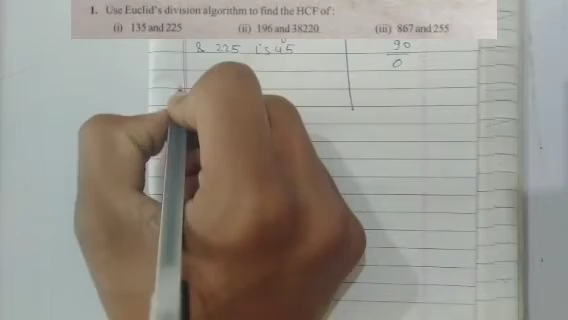 1. Use Euclid's division algorithm to find the HCF of:
(i) 135 and 225 (ii) 196 and 38220 (iii) 867 and 255
& 225 is 45 90
0